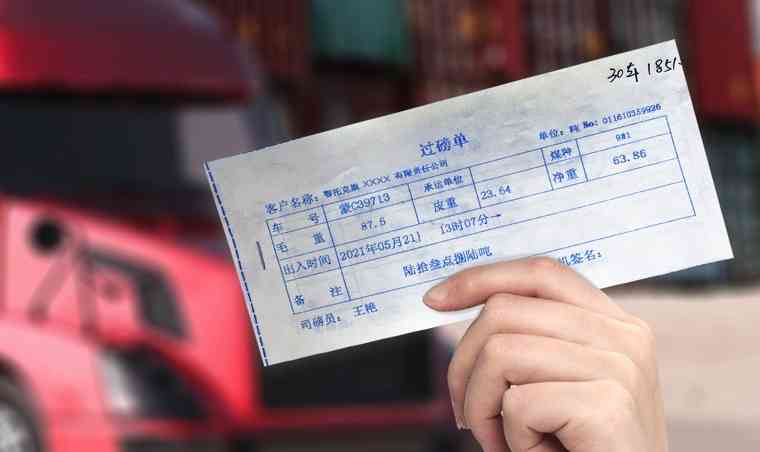 30车 1851
过磅单
单位: 吨 No: 011610359926
客户名称: 鄂托克旗 XXXX 有限责任公司
车号 蒙C39713 承运单位 煤种 9#1
毛重 87.5 皮重 23.64 净重 63.86
出入时间 2021年05月21日 13时07分→
备注 陆拾叁点捌陆吨
司磅员: 王艳 机签名: